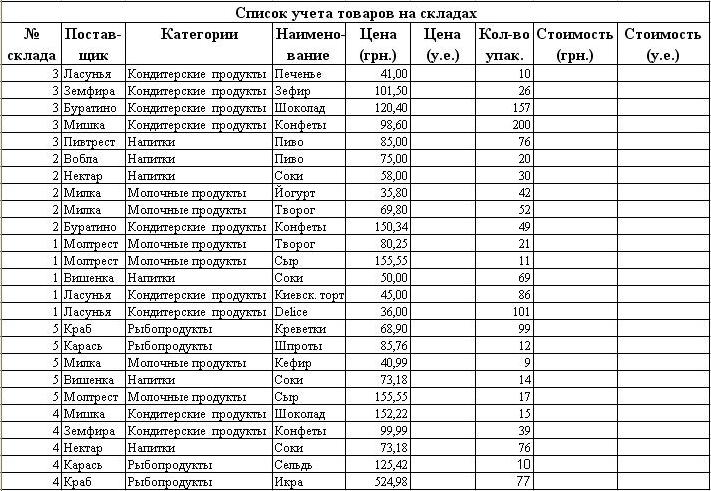 Список учета товаров на складах
№ Постав- Категории Наимено- Цена Цена Кол-во Стоимость Стоимость
склада щик вание (грн.) (у.е.) упак. (грн.) (у.е.)
3 Ласунья Кондитерские продукты Печенье 41,00 10
3 Земфира Кондитерские продукты Зефир 101,50 26
3 Буратино Кондитерские продукты Шоколад 120,40 157
3 Мишка Кондитерские продукты Конфеты 98,60 200
3 Пивтрест Напитки Пиво 85,00 76
2 Вобла Напитки Пиво 75,00 20
2 Нектар Напитки Соки 58,00 30
2 Милка Молочные продукты Йогурт 35,80 42
2 Милка Молочные продукты Творог 69,80 52
2 Буратино Кондитерские продукты Конфеты 150,34 49
1 Молтрест Молочные продукты Творог 80,25 21
1 Молтрест Молочные продукты Сыр 155,55 11
1 Вишенка Напитки Соки 50,00 69
1 Ласунья Кондитерские продукты Киевск. торт 45,00 86
1 Ласунья Кондитерские продукты Delice 36,00 101
5 Краб Рыбопродукты Креветки 68,90 99
5 Карась Рыбопродукты Шпроты 85,76 12
5 Милка Молочные продукты Кефир 40,99 9
5 Вишенка Напитки Соки 73,18 14
5 Молтрест Молочные продукты Сыр 155,55 17
4 Мишка Кондитерские продукты Шоколад 152,22 15
4 Земфира Кондитерские продукты Конфеты 99,99 39
4 Нектар Напитки Соки 73,18 76
4 Карась Рыбопродукты Сельдь 125,42 10
4 Краб Рыбопродукты Икра 524,98 77